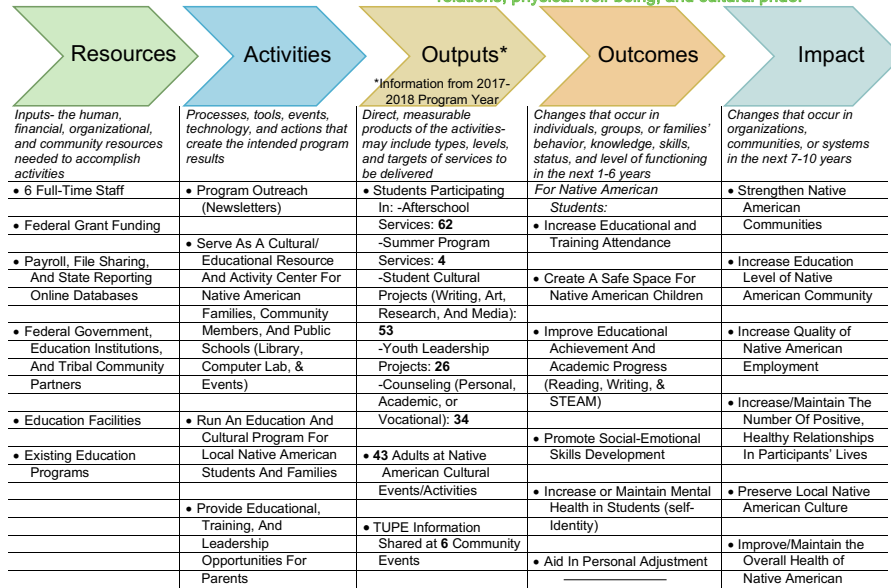 relations, physical well-being, and cultural pride.
Resources
Activities
Outputs*
*Information from 2017-
2018 Program Year
Outcomes
Impact
Inputs- the human,
financial, organizational,
and community resources
needed to accomplish
activities
Processes, tools, events,
technology, and actions that
create the intended program
results
Direct, measurable
products of the activities-
may include types, levels,
and targets of services to
be delivered
Changes that occur in
individuals, groups, or families'
behavior, knowledge, skills,
status, and level of functioning
in the next 1-6 years
Changes that occur in
organizations,
communities, or systems
in the next 7-10 years
• 6 Full-Time Staff
• Federal Grant Funding
• Payroll, File Sharing,
And State Reporting
Online Databases
• Federal Government,
Education Institutions,
And Tribal Community
Partners
• Education Facilities
• Existing Education
Programs
• Program Outreach
(Newsletters)
• Serve As A Cultural/
Educational Resource
And Activity Center For
Native American
Families, Community
Members, And Public
Schools (Library,
Computer Lab, &
Events)
• Run An Education And
Cultural Program For
Local Native American
Students And Families
• Provide Educational,
Training, And
Leadership
Opportunities For
Parents
• Students Participating
In: -Afterschool
Services: 62
-Summer Program
Services: 4
-Student Cultural
Projects (Writing, Art,
Research, And Media):
53
-Youth Leadership
Projects: 26
-Counseling (Personal,
Academic, or
Vocational): 34
• 43 Adults at Native
American Cultural
Events/Activities
• TUPE Information
Shared at 6 Community
Events
For Native American
Students:
• Increase Educational and
Training Attendance
• Create A Safe Space For
Native American Children
• Improve Educational
Achievement And
Academic Progress
(Reading, Writing, &
STEAM)
• Promote Social-Emotional
Skills Development
• Increase or Maintain Mental
Health in Students (self-
Identity)
• Aid In Personal Adjustment
• Strengthen Native
American
Communities
• Increase Education
Level of Native
American Community
• Increase Quality of
Native American
Employment
• Increase/Maintain The
Number Of Positive,
Healthy Relationships
In Participants' Lives
• Preserve Local Native
American Culture
• Improve/Maintain the
Overall Health of
Native American